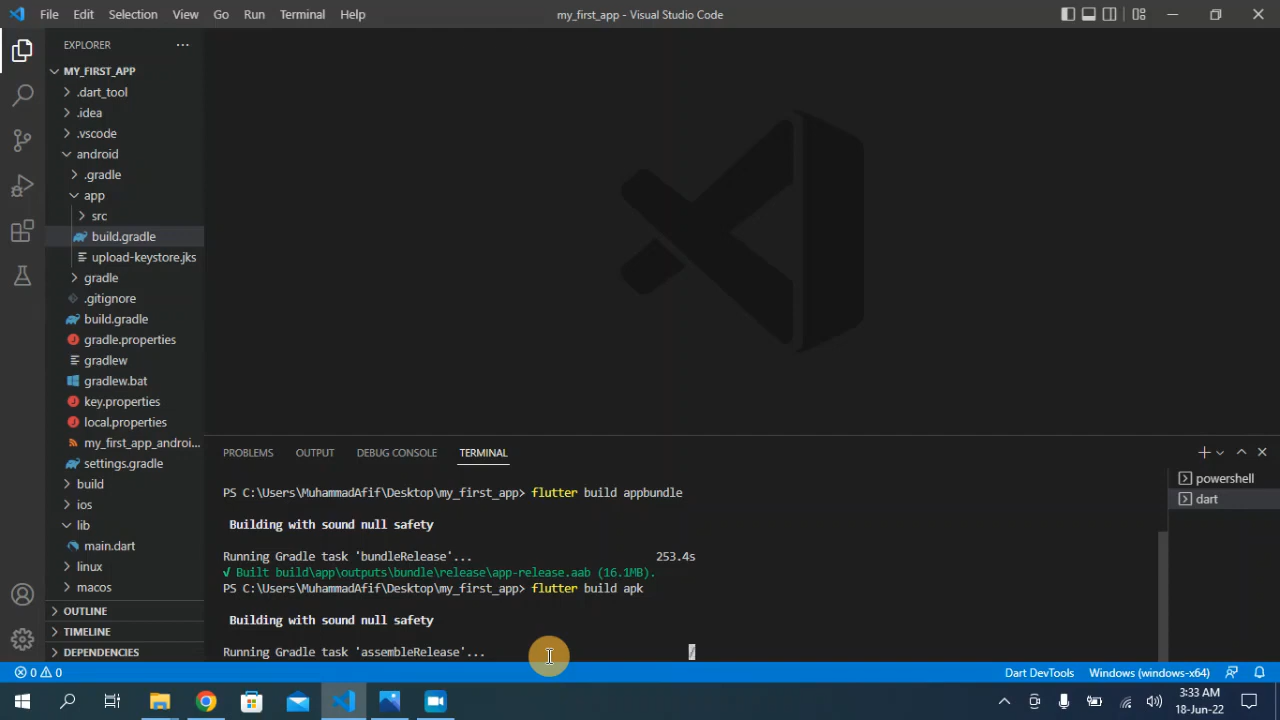 File Edit Selection View Go Run Terminal Help
my_first_app - Visual Studio Code
EXPLORER
MY_FIRST_APP
.dart_tool
.idea
.vscode
android
.gradle
app
src
build.gradle
upload-keystore.jks
gradle
.gitignore
build.gradle
gradle.properties
gradlew
gradlew.bat
key.properties
local.properties
my_first_app_androi...
settings.gradle
build
ios
lib
main.dart
linux
macos
OUTLINE
TIMELINE
DEPENDENCIES
PROBLEMS OUTPUT DEBUG CONSOLE TERMINAL
PS C:\Users\MuhammadAfif\Desktop\my_first_app> flutter build appbundle
Building with sound null safety
Running Gradle task 'bundleRelease'... 253.4s
√ Built build\app\outputs\bundle\release\app-release.aab (16.1MB).
PS C:\Users\MuhammadAfif\Desktop\my_first_app> flutter build apk
Building with sound null safety
Running Gradle task 'assembleRelease'... /
powershell
dart
0 0
Dart DevTools Windows (windows-x64)
3:33 AM
18-Jun-22